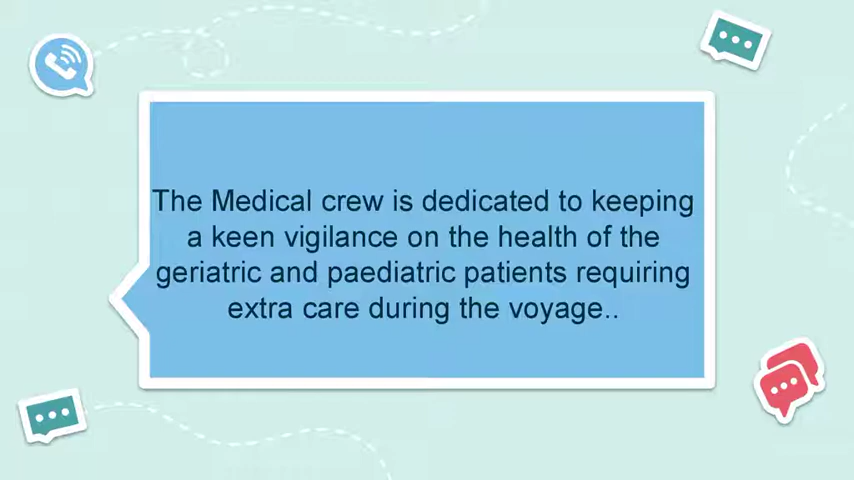 The Medical crew is dedicated to keeping
a keen vigilance on the health of the
geriatric and paediatric patients requiring
extra care during the voyage..